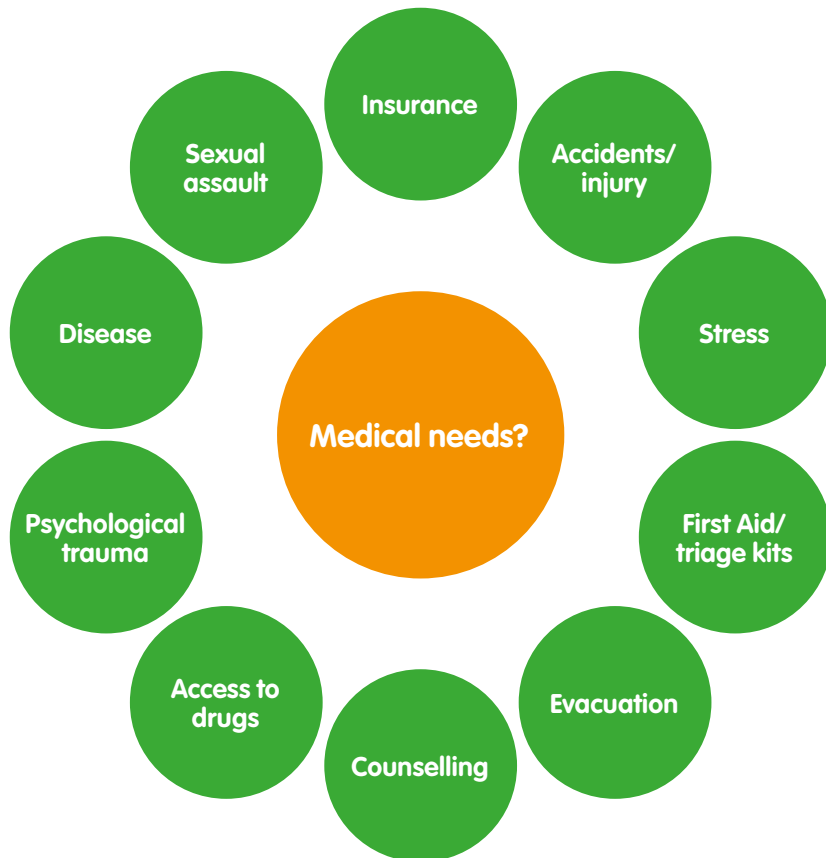 Insurance
Accidents/
injury
Stress
First Aid/
triage kits
Evacuation
Counselling
Access to
drugs
Psychological
trauma
Disease
Sexual
assault
Medical needs?